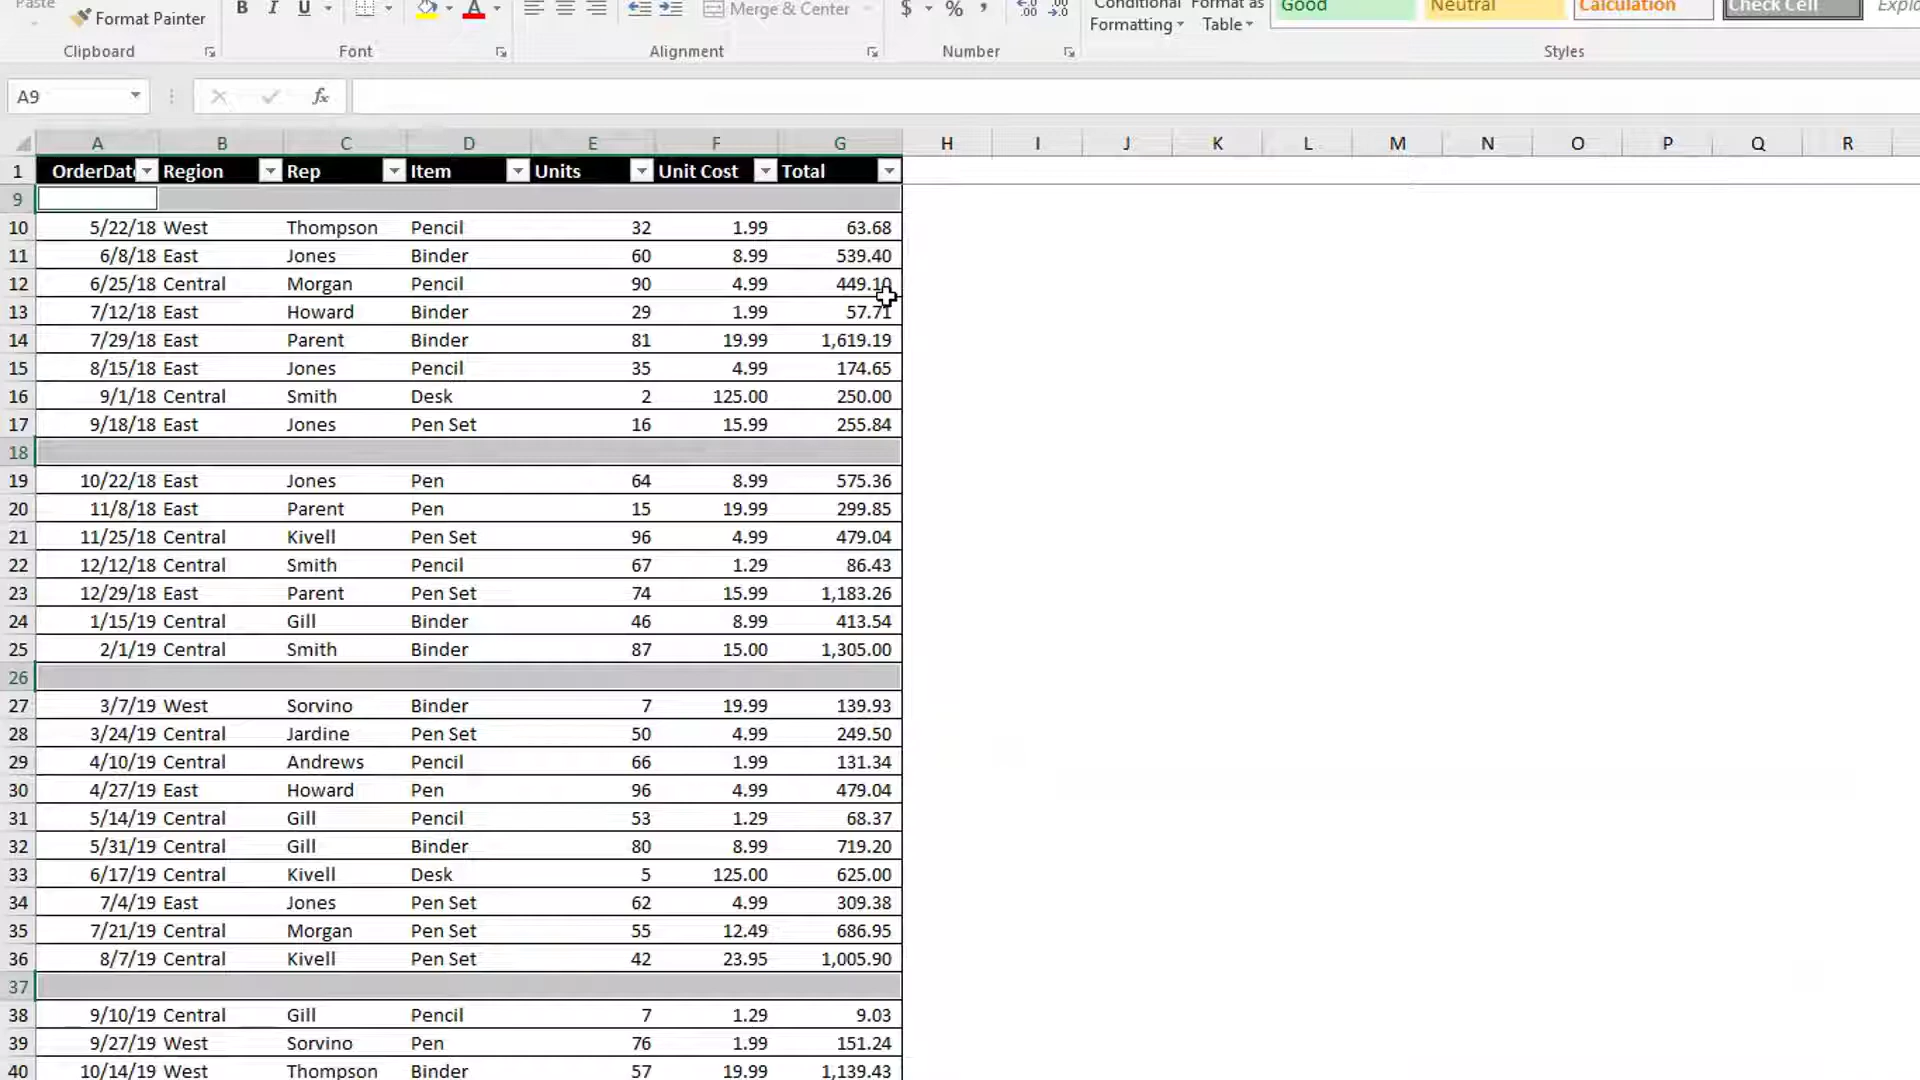 Paste Format Painter B I U A Merge & Center $ % , Conditional Format as Good Neutral Calculation Check Cell
Formatting Table
Clipboard Font Alignment Number Styles
A9 fx
A B C D E F G H I J K L M N O P Q R
1 OrderDat Region Rep Item Units Unit Cost Total
9
10 5/22/18 West Thompson Pencil 32 1.99 63.68
11 6/8/18 East Jones Binder 60 8.99 539.40
12 6/25/18 Central Morgan Pencil 90 4.99 449.10
13 7/12/18 East Howard Binder 29 1.99 57.71
14 7/29/18 East Parent Binder 81 19.99 1,619.19
15 8/15/18 East Jones Pencil 35 4.99 174.65
16 9/1/18 Central Smith Desk 2 125.00 250.00
17 9/18/18 East Jones Pen Set 16 15.99 255.84
18
19 10/22/18 East Jones Pen 64 8.99 575.36
20 11/8/18 East Parent Pen 15 19.99 299.85
21 11/25/18 Central Kivell Pen Set 96 4.99 479.04
22 12/12/18 Central Smith Pencil 67 1.29 86.43
23 12/29/18 East Parent Pen Set 74 15.99 1,183.26
24 1/15/19 Central Gill Binder 46 8.99 413.54
25 2/1/19 Central Smith Binder 87 15.00 1,305.00
26
27 3/7/19 West Sorvino Binder 7 19.99 139.93
28 3/24/19 Central Jardine Pen Set 50 4.99 249.50
29 4/10/19 Central Andrews Pencil 66 1.99 131.34
30 4/27/19 East Howard Pen 96 4.99 479.04
31 5/14/19 Central Gill Pencil 53 1.29 68.37
32 5/31/19 Central Gill Binder 80 8.99 719.20
33 6/17/19 Central Kivell Desk 5 125.00 625.00
34 7/4/19 East Jones Pen Set 62 4.99 309.38
35 7/21/19 Central Morgan Pen Set 55 12.49 686.95
36 8/7/19 Central Kivell Pen Set 42 23.95 1,005.90
37
38 9/10/19 Central Gill Pencil 7 1.29 9.03
39 9/27/19 West Sorvino Pen 76 1.99 151.24
40 10/14/19 West Thompson Binder 57 19.99 1,139.43